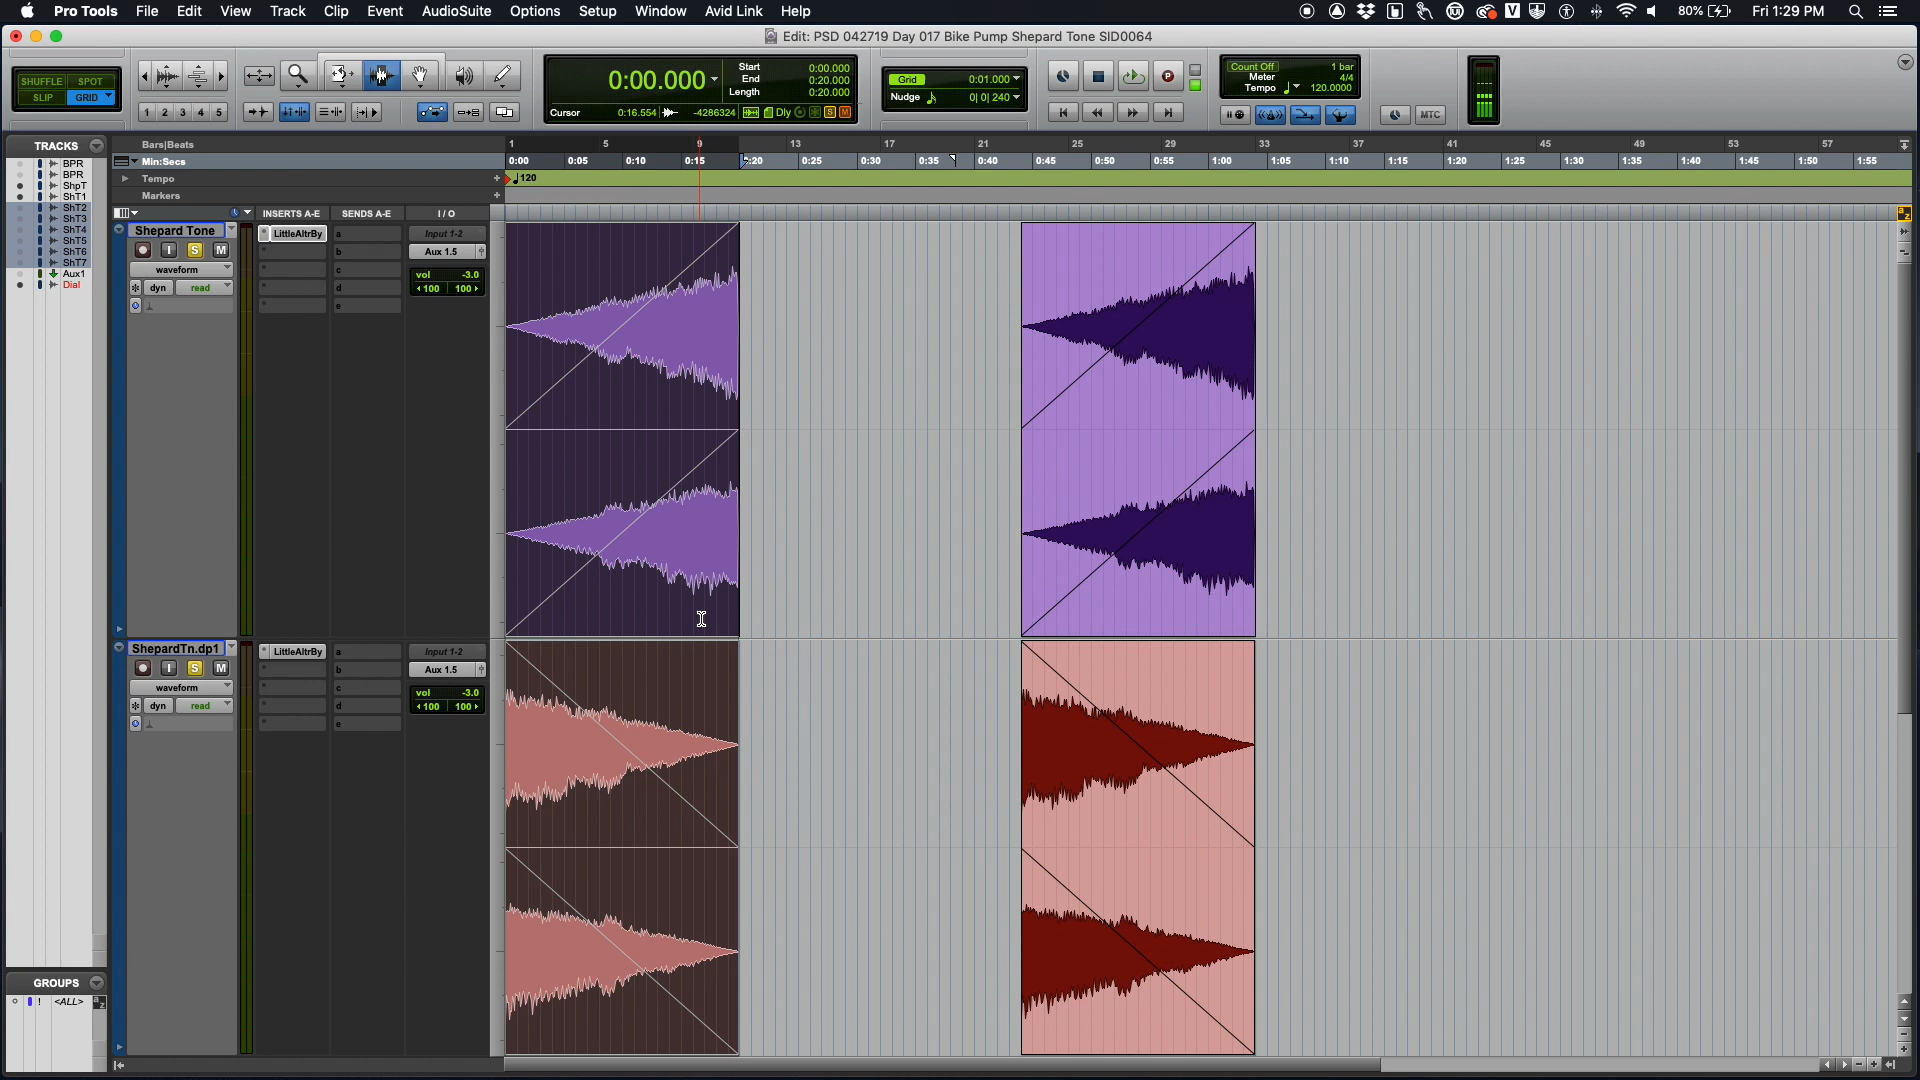 Pro Tools File Edit View Track Clip Event AudioSuite Options Setup Window Avid Link Help
80% Fri 1:29 PM
Edit: PSD 042719 Day 017 Bike Pump Shepard Tone SID0064
SHUFFLE SPOT
SLIP GRID
1 2 3 4 5
0:00.000
Start 0:00.000
End 0:20.000
Length 0:20.000
Cursor 0:16.554 -4286324 Dly S M
Grid 0:01.000
Nudge 0| 0| 240
Count Off 1 bar
Meter 4/4
Tempo 120.0000
MTC
TRACKS
BPR
BPR
ShpT
ShT1
ShT2
ShT3
ShT4
ShT5
ShT6
ShT7
Aux1
Dial
Bars|Beats 1 5 9 13 17 21 25 29 33 37 41 45 49 53 57
Min:Secs 0:00 0:05 0:10 0:15 0:20 0:25 0:30 0:35 0:40 0:45 0:50 0:55 1:00 1:05 1:10 1:15 1:20 1:25 1:30 1:35 1:40 1:45 1:50 1:55
Tempo 120
Markers
INSERTS A-E SENDS A-E I / O
Shepard Tone LittleAltrBy a Input 1-2
I S M b Aux 1.5
waveform c
vol -3.0
dyn read d 100 100
e
ShepardTn.dp1 LittleAltrBy a Input 1-2
I S M b Aux 1.5
waveform c
vol -3.0
dyn read d 100 100
e
GROUPS
! <ALL>